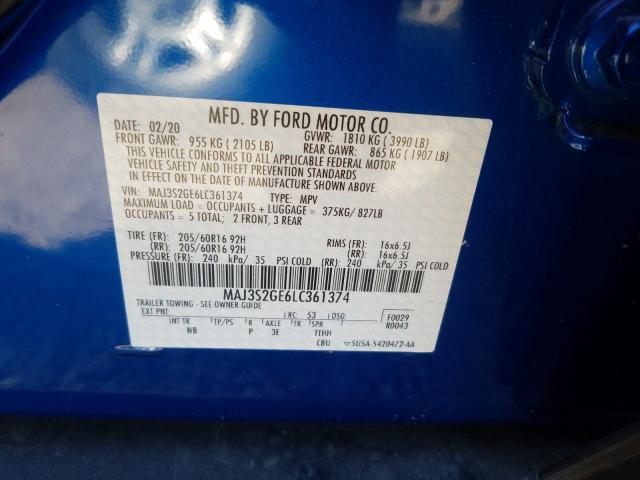 MFD. BY FORD MOTOR CO.
DATE: 02/20 GVWR: 1810 KG ( 3990 LB)
FRONT GAWR: 955 KG ( 2105 LB) REAR GAWR: 865 KG ( 1907 LB)
THIS VEHICLE CONFORMS TO ALL APPLICABLE FEDERAL MOTOR
VEHICLE SAFETY AND THEFT PREVENTION STANDARDS
IN EFFECT ON THE DATE OF MANUFACTURE SHOWN ABOVE.
VIN: MAJ3S2GE6LC361374 TYPE: MPV
MAXIMUM LOAD = OCCUPANTS + LUGGAGE = 375KG/ 827LB
OCCUPANTS = 5 TOTAL; 2 FRONT, 3 REAR
TIRE (FR): 205/60R16 92H RIMS (FR): 16x6.5J
(RR): 205/60R16 92H (RR): 16x6.5J
PRESSURE (FR): 240 kPa/ 35 PSI COLD (RR): 240 kPa/ 35 PSI COLD
MAJ3S2GE6LC361374
TRAILER TOWING - SEE OWNER GUIDE
EXT PNT: RC: 53 DSO: F0029
INT TR TP/PS R AXLE TR SPR R0043
NB P 3E TTHH
CBU 5U5A-5420472-AA